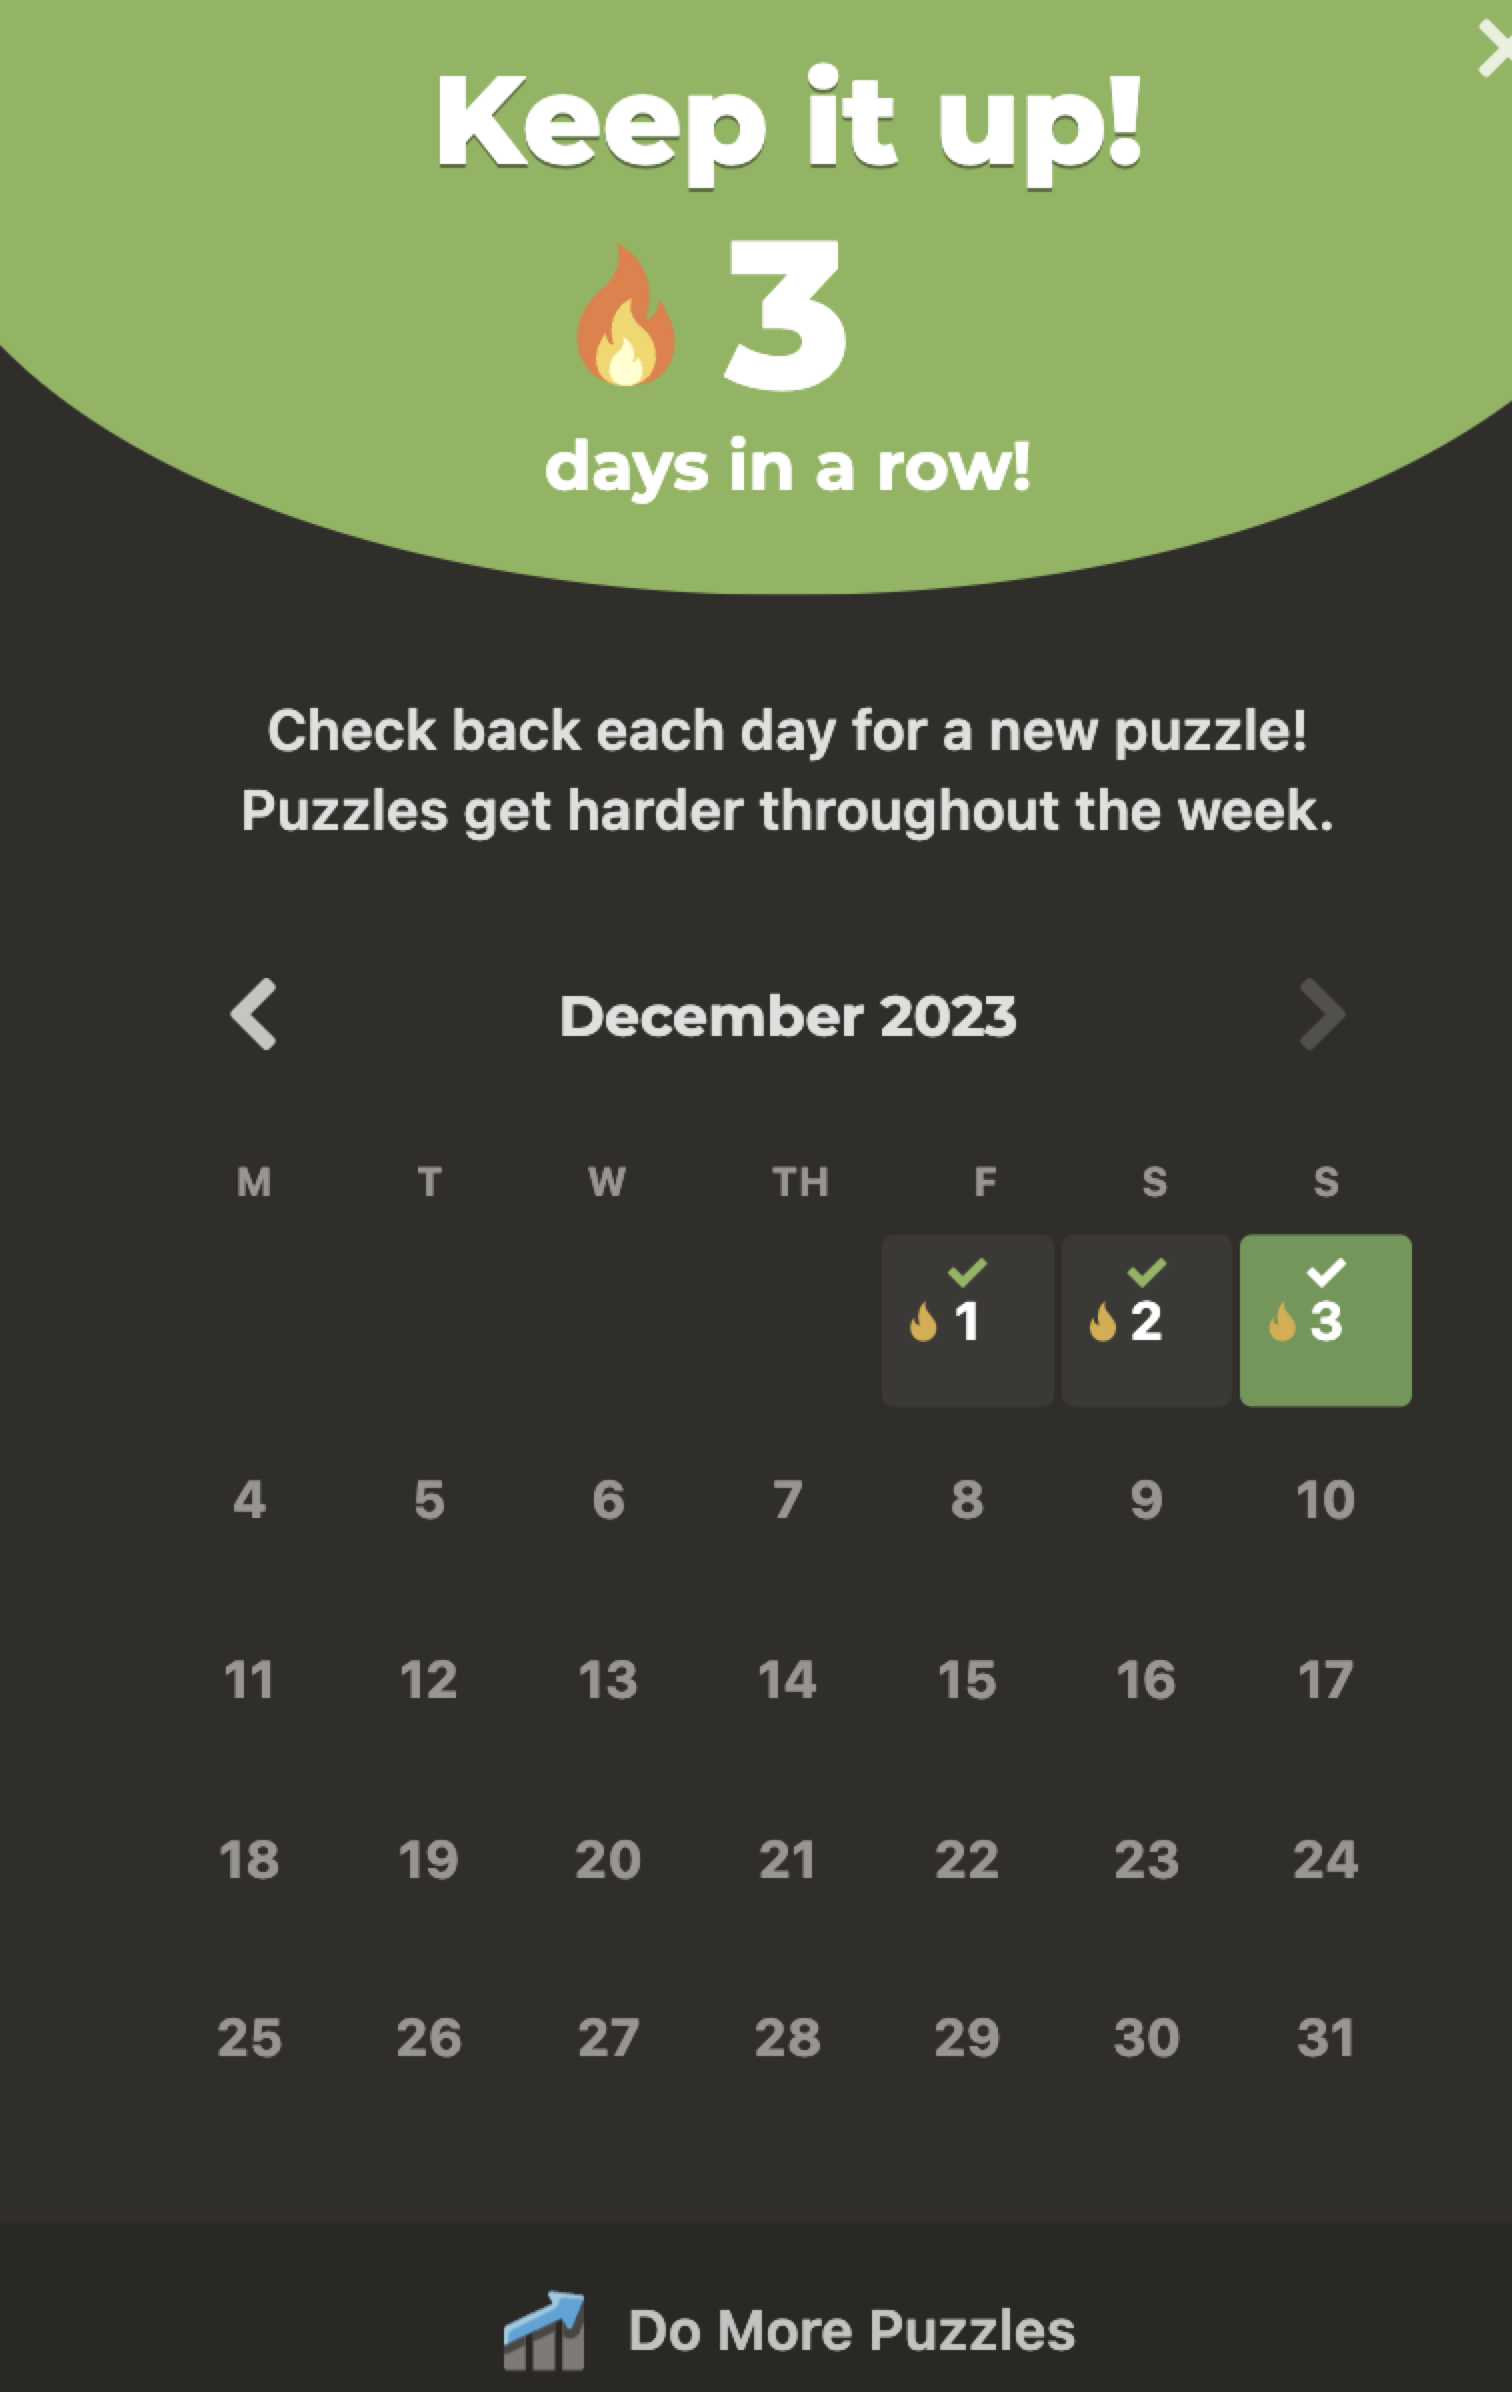 Keep it up!
3
days in a row!
Check back each day for a new puzzle!
Puzzles get harder throughout the week.
December 2023
M T W TH F S S
1 2 3
4 5 6 7 8 9 10
11 12 13 14 15 16 17
18 19 20 21 22 23 24
25 26 27 28 29 30 31
Do More Puzzles